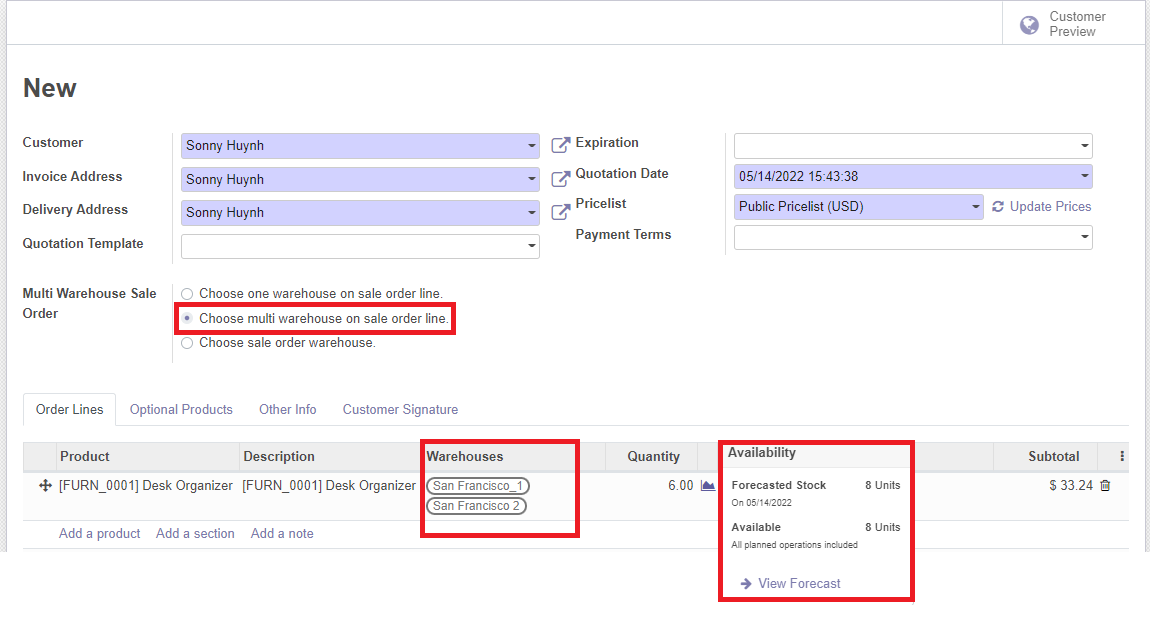 Customer
Preview
New
Customer
Sonny Huynh
Expiration
Invoice Address
Sonny Huynh
Quotation Date
05/14/2022 15:43:38
Delivery Address
Sonny Huynh
Pricelist
Public Pricelist (USD)
Update Prices
Quotation Template
Payment Terms
Multi Warehouse Sale
Order
Choose one warehouse on sale order line.
Choose multi warehouse on sale order line.
Choose sale order warehouse.
Order Lines
Optional Products
Other Info
Customer Signature
Product
Description
Warehouses
Quantity
Availability
Subtotal
[FURN_0001] Desk Organizer
[FURN_0001] Desk Organizer
San Francisco_1
San Francisco 2
6.00
Forecasted Stock
8 Units
On 05/14/2022
Available
8 Units
All planned operations included
View Forecast
$ 33.24
Add a product
Add a section
Add a note